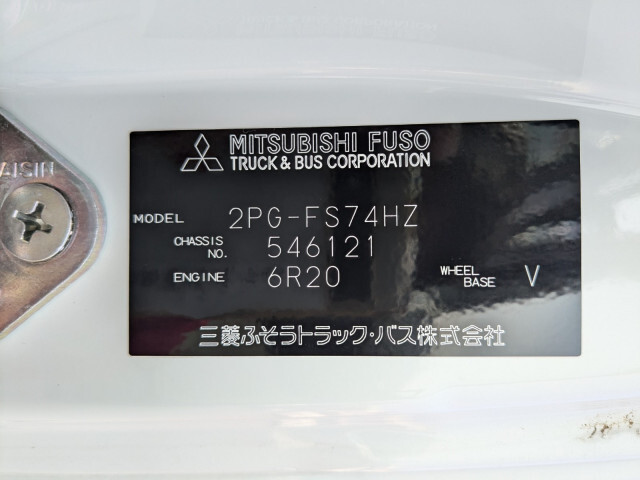 AISIN
MITSUBISHI FUSO
TRUCK & BUS CORPORATION
MODEL 2PG-FS74HZ
CHASSIS NO. 546121
ENGINE 6R20 WHEEL BASE V
三菱ふそうトラック・バス株式会社